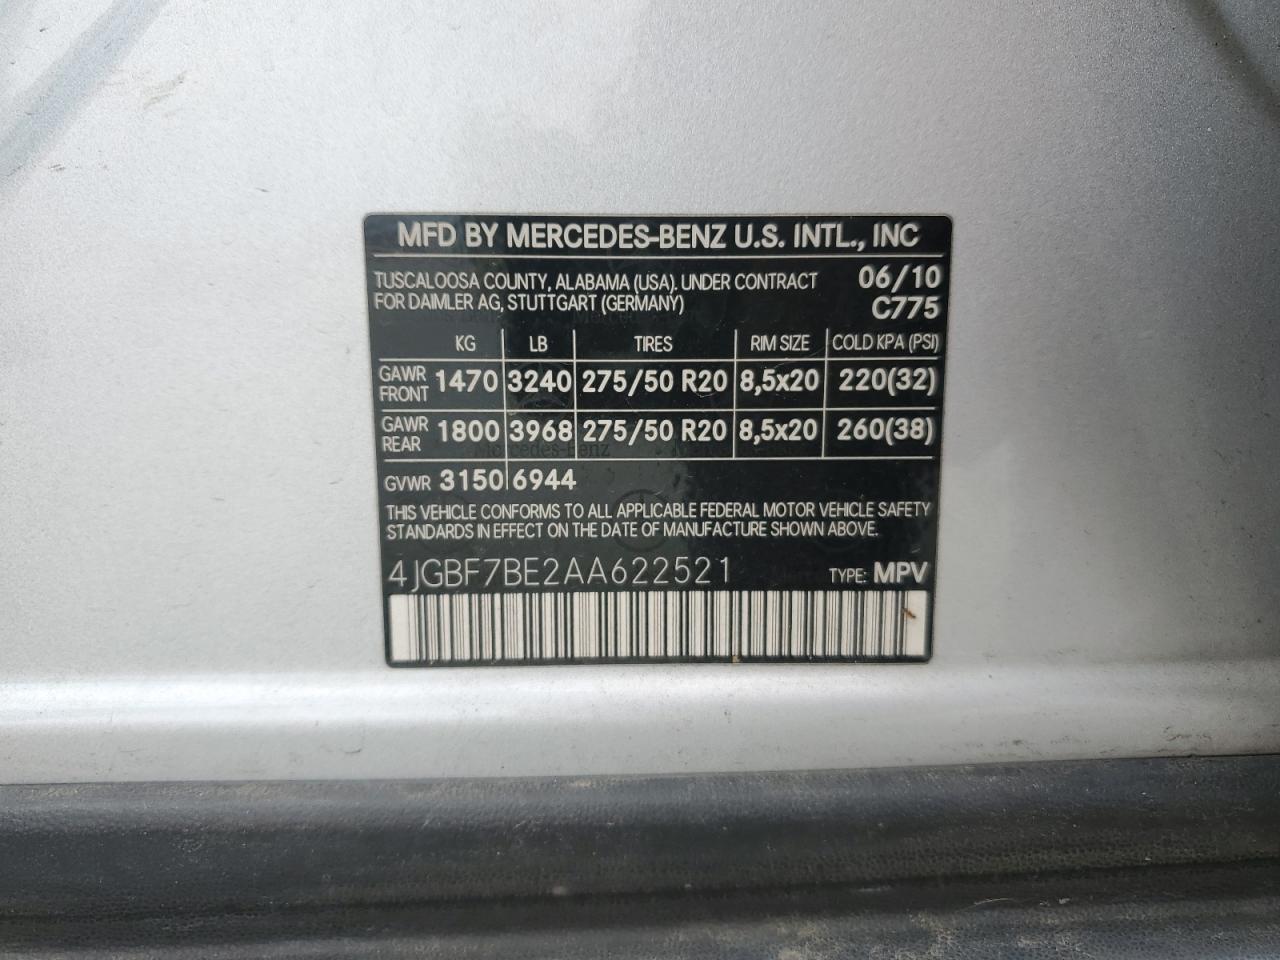 MFD BY MERCEDES-BENZ U.S. INTL., INC
TUSCALOOSA COUNTY, ALABAMA (USA). UNDER CONTRACT 06/10
FOR DAIMLER AG, STUTTGART (GERMANY) C775
KG LB TIRES RIM SIZE COLD KPA (PSI)
GAWR FRONT 1470 3240 275/50 R20 8,5x20 220(32)
GAWR REAR 1800 3968 275/50 R20 8,5x20 260(38)
Mercedes-Benz
GVWR 3150 6944
THIS VEHICLE CONFORMS TO ALL APPLICABLE FEDERAL MOTOR VEHICLE SAFETY
STANDARDS IN EFFECT ON THE DATE OF MANUFACTURE SHOWN ABOVE.
4JGBF7BE2AA622521 TYPE: MPV